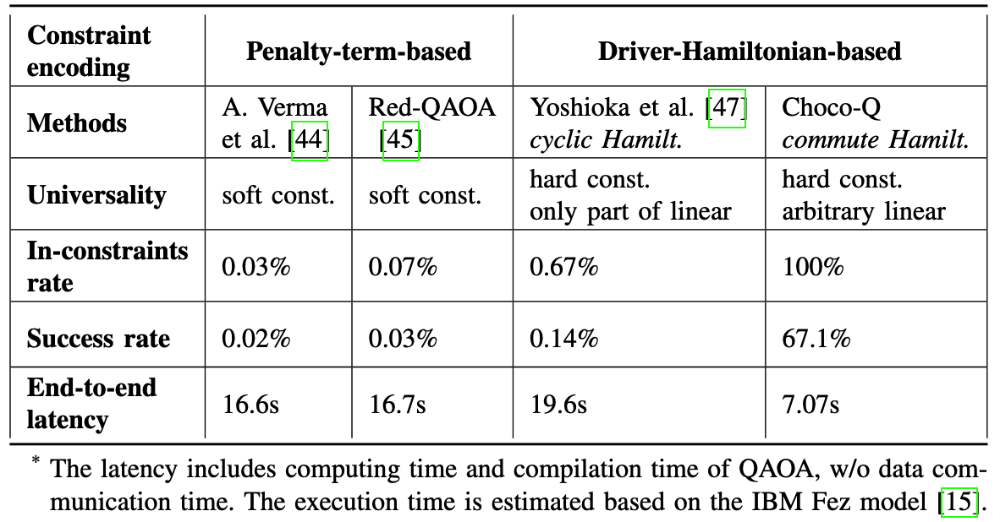 Constraint encoding Penalty-term-based Driver-Hamiltonian-based
Methods A. Verma et al. [44] Red-QAOA [45] Yoshioka et al. [47] cyclic Hamilt. Choco-Q commute Hamilt.
Universality soft const. soft const. hard const. only part of linear hard const. arbitrary linear
In-constraints rate 0.03% 0.07% 0.67% 100%
Success rate 0.02% 0.03% 0.14% 67.1%
End-to-end latency 16.6s 16.7s 19.6s 7.07s
* The latency includes computing time and compilation time of QAOA, w/o data com-
munication time. The execution time is estimated based on the IBM Fez model [15].